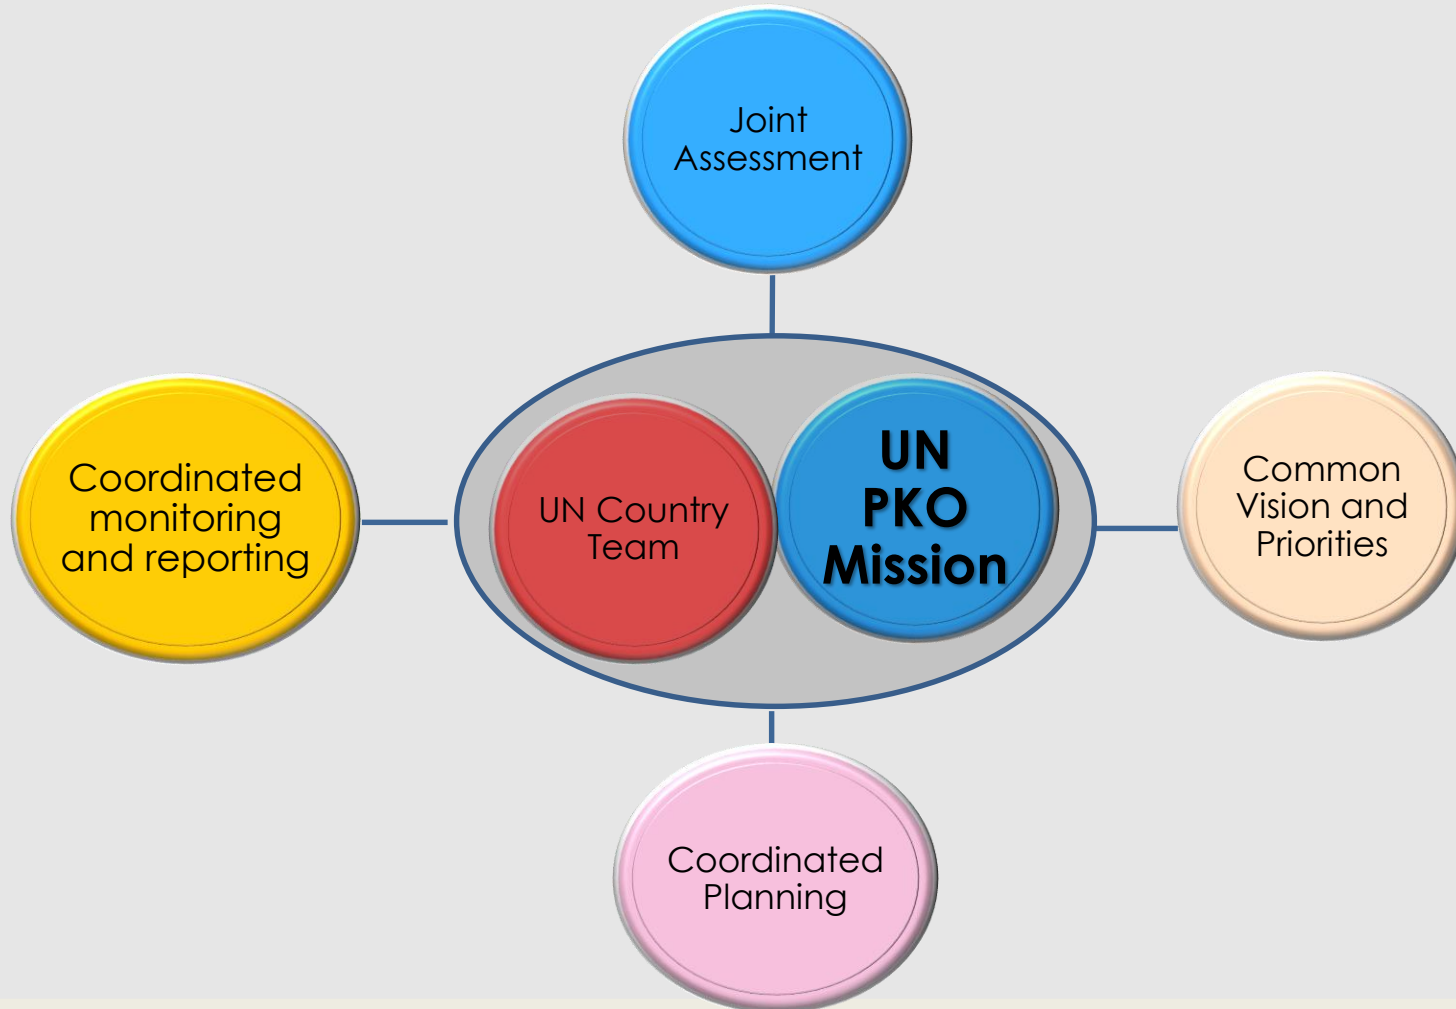 Joint
Assessment
Coordinated
monitoring
and reporting
UN Country
Team
UN
PKO
Mission
Common
Vision and
Priorities
Coordinated
Planning